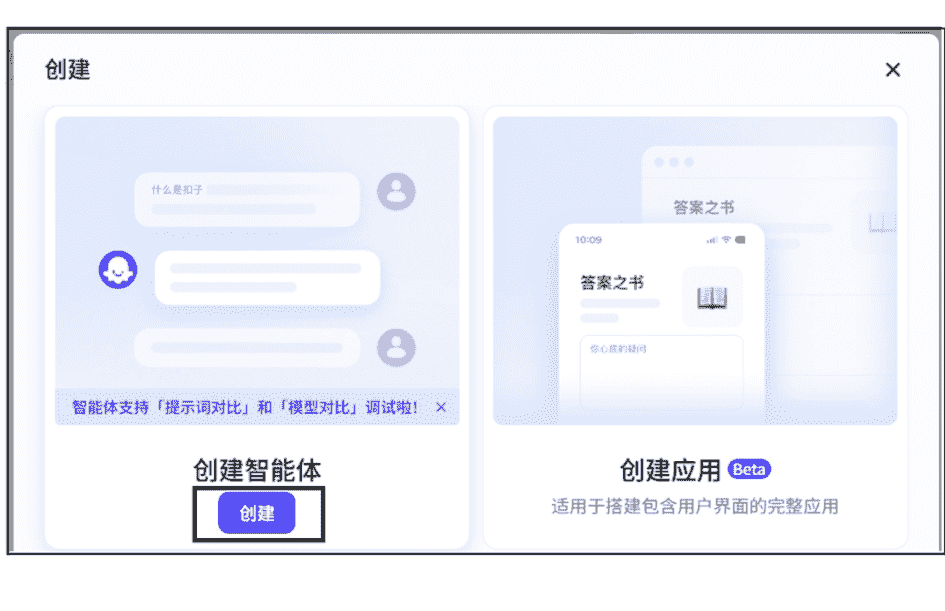 创建
什么是扣子
智能体支持「提示词对比」和「模型对比」调试啦!
创建智能体
创建
答案之书
10:09
答案之书
你心底的疑问
创建应用 Beta
适用于搭建包含用户界面的完整应用